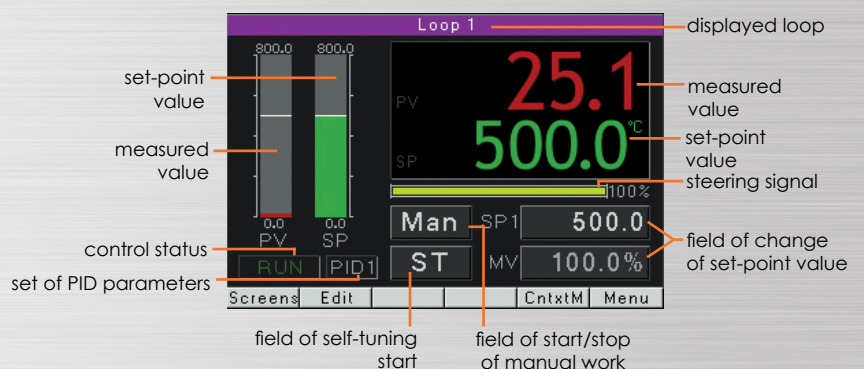 Loop 1
displayed loop
800.0 800.0
set-point
value
measured
value
PV 25.1
measured
value
SP 500.0 °C
set-point
value
steering signal
100%
0.0 0.0
PV SP
Man SP1 500.0
ST MV 100.0%
field of change
of set-point value
control status
RUN PID1
set of PID parameters
Screens Edit CntxtM Menu
field of self-tuning
start
field of start/stop
of manual work